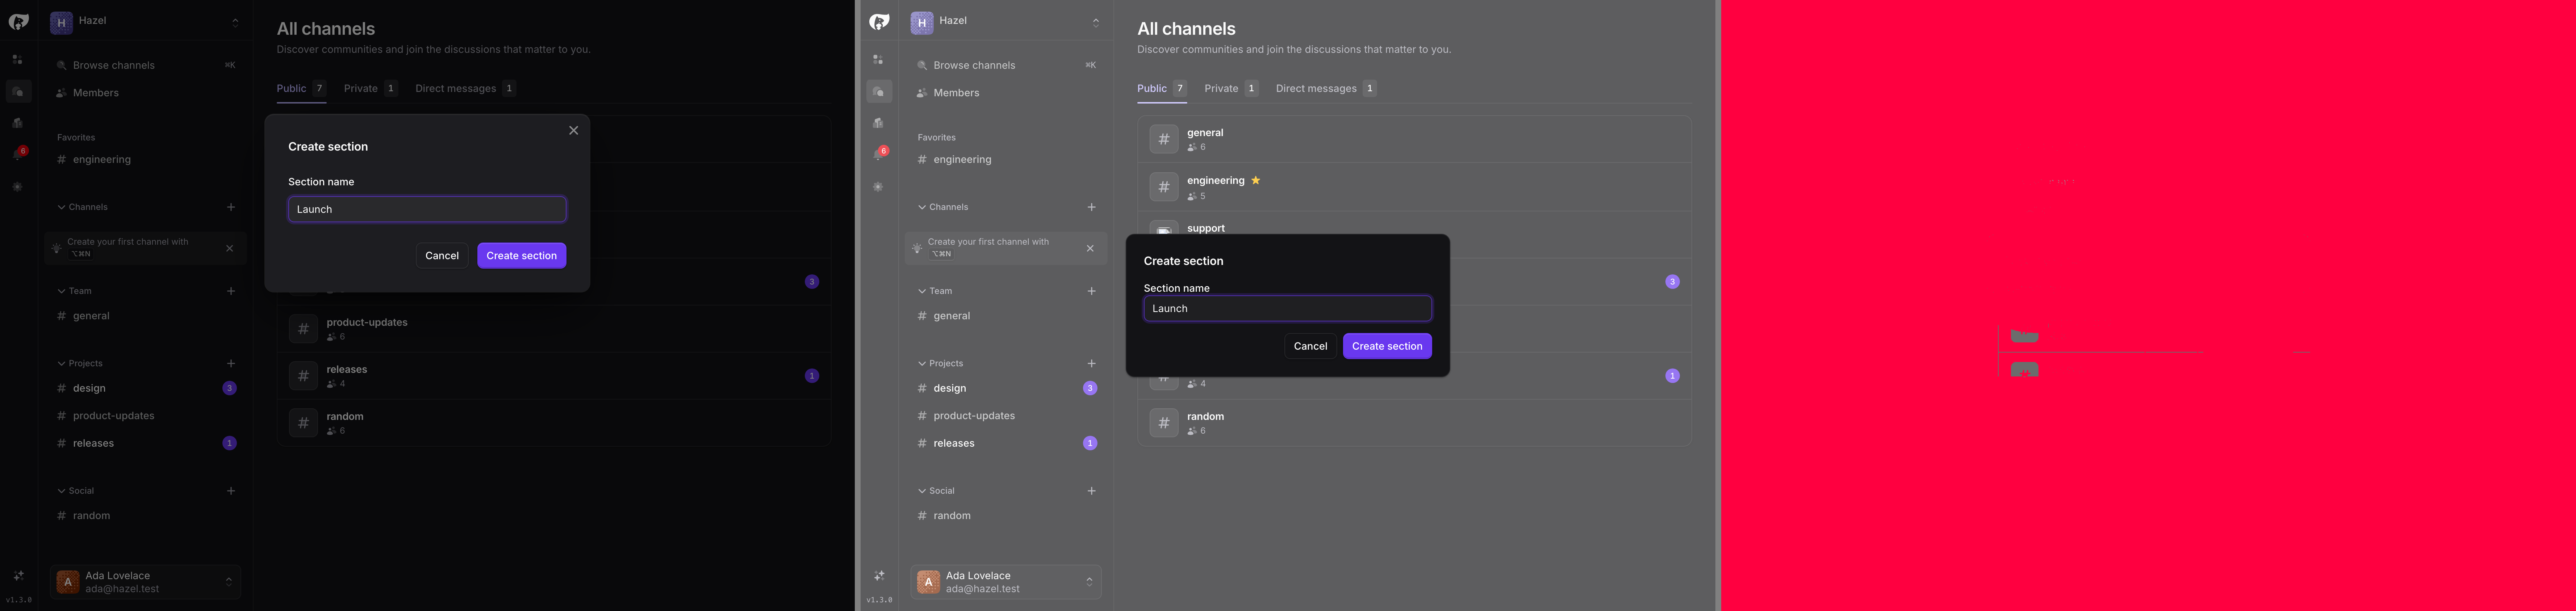 H Hazel
All channels
Discover communities and join the discussions that matter to you.
Browse channels ⌘K
Members
Public 7 Private 1 Direct messages 1
Favorites
# engineering
Channels
Create your first channel with
⌥⌘N
Team
# general
Projects
# design 3
# product-updates
# releases 1
Social
# random
A Ada Lovelace
ada@hazel.test
v1.3.0
6
Create section
Section name
Launch
Cancel Create section
3
# product-updates
6
# releases
4
1
# random
6
H Hazel
All channels
Discover communities and join the discussions that matter to you.
Browse channels ⌘K
Members
Public 7 Private 1 Direct messages 1
Favorites
# engineering
Channels
Create your first channel with
⌥⌘N
Team
# general
Projects
# design 3
# product-updates
# releases 1
Social
# random
A Ada Lovelace
ada@hazel.test
v1.3.0
6
# general
6
# engineering
5
support
Create section
Section name
Launch
Cancel Create section
3
4
1
# random
6